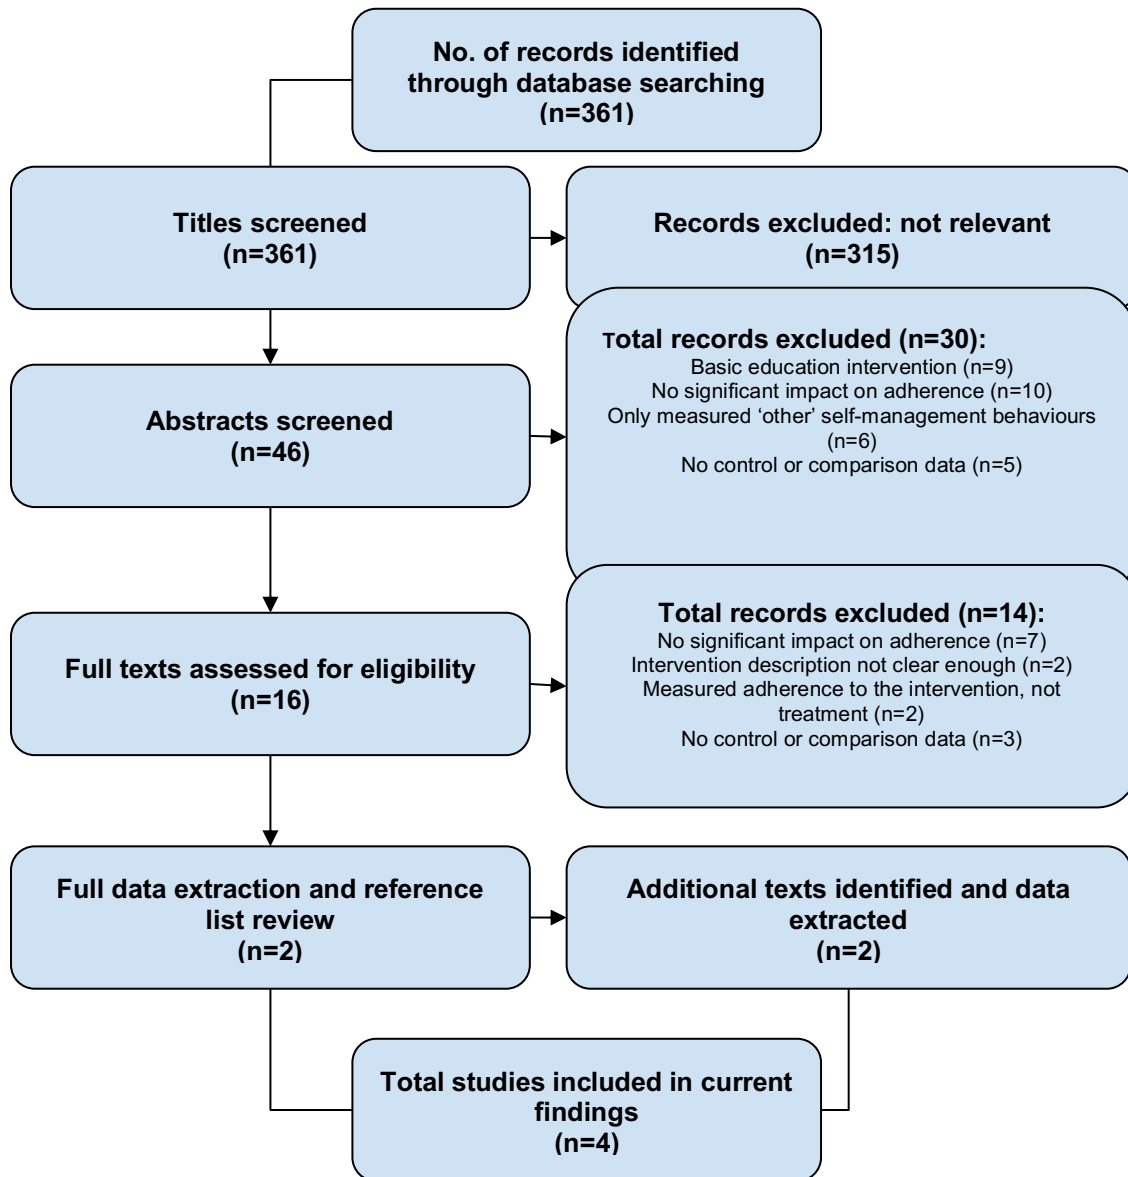 No. of records identified
through database searching
(n=361)
Titles screened
(n=361)
Records excluded: not relevant
(n=315)
Abstracts screened
(n=46)
Total records excluded (n=30):
Basic education intervention (n=9)
No significant impact on adherence (n=10)
Only measured ‘other’ self-management behaviours
(n=6)
No control or comparison data (n=5)
Full texts assessed for eligibility
(n=16)
Total records excluded (n=14):
No significant impact on adherence (n=7)
Intervention description not clear enough (n=2)
Measured adherence to the intervention, not
treatment (n=2)
No control or comparison data (n=3)
Full data extraction and reference
list review
(n=2)
Additional texts identified and data
extracted
(n=2)
Total studies included in current
findings
(n=4)